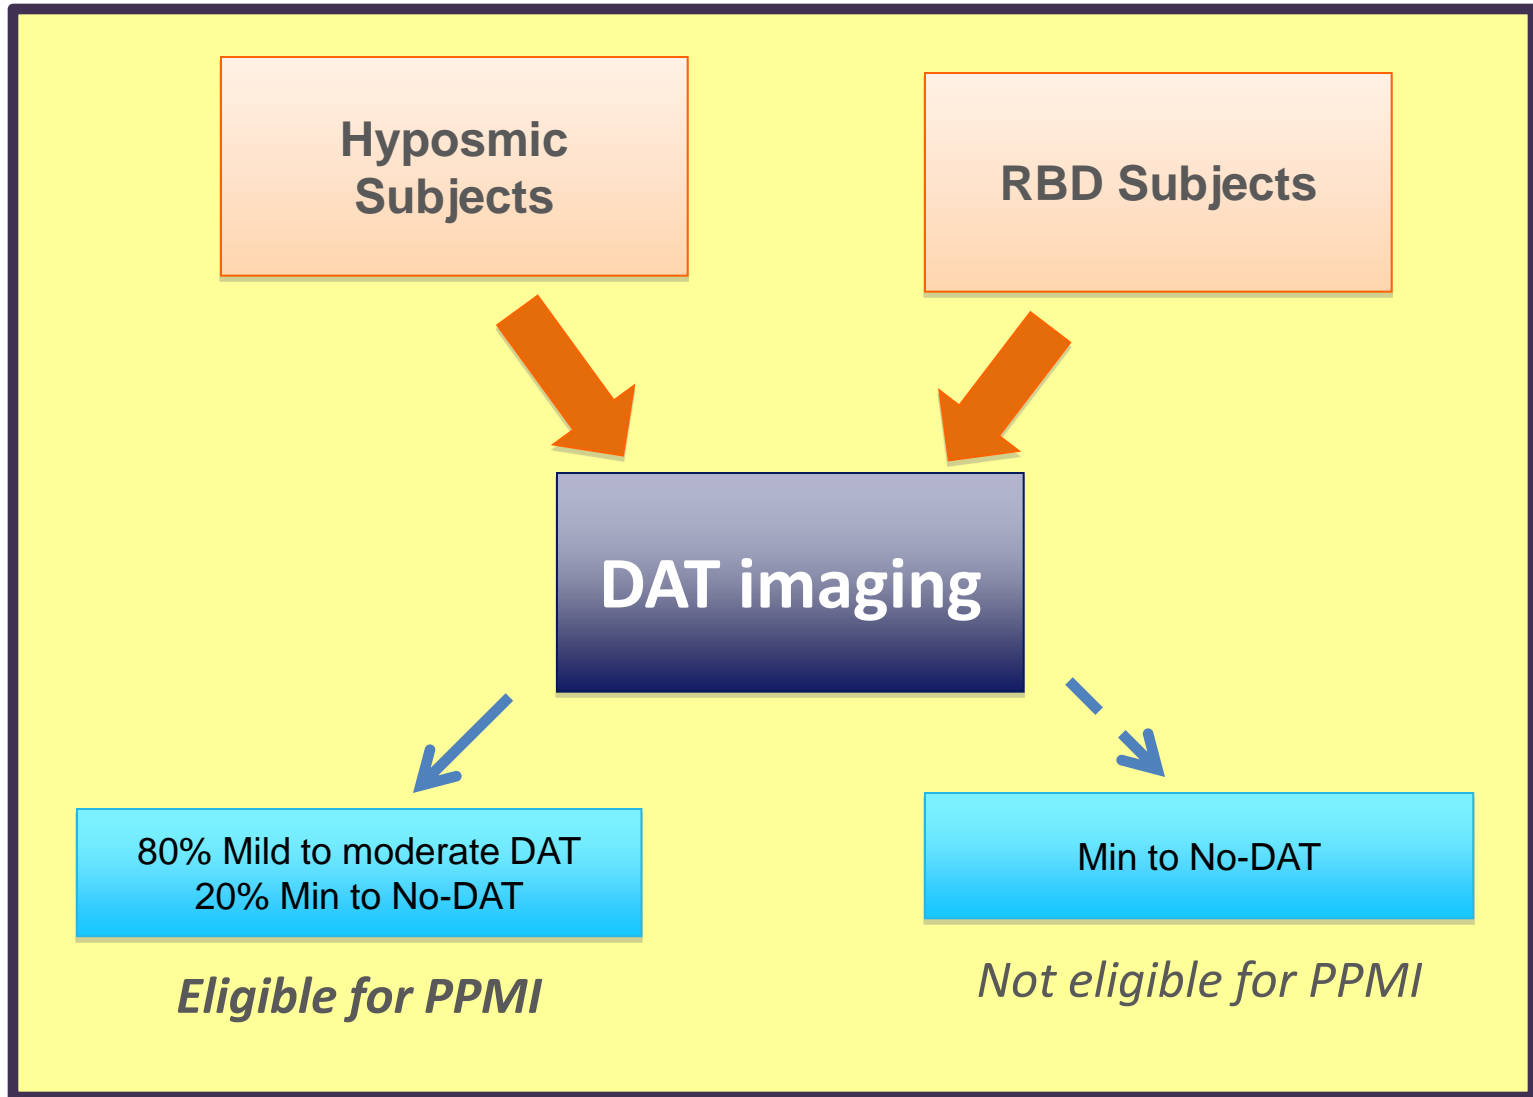 Hyposmic
Subjects
RBD Subjects
DAT imaging
80% Mild to moderate DAT
20% Min to No-DAT
Eligible for PPMI
Min to No-DAT
Not eligible for PPMI